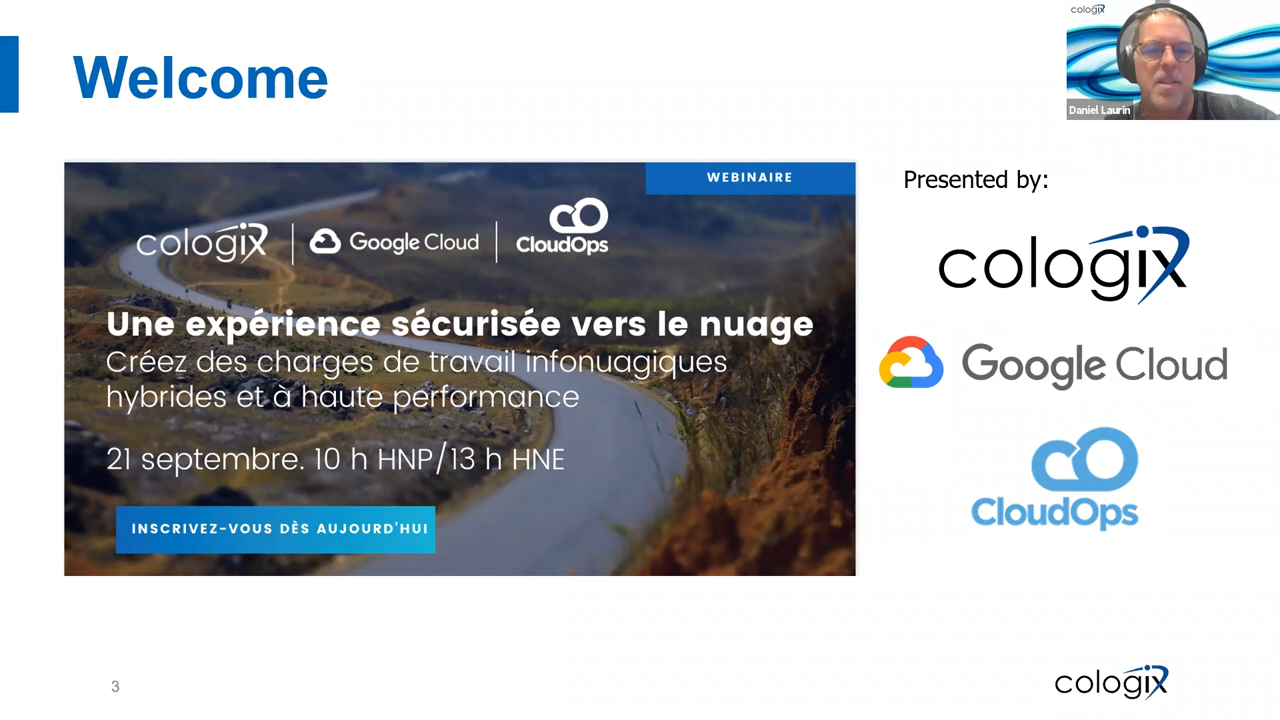 Welcome
cologix
Daniel Laurin
WEBINAIRE
cologix | Google Cloud | CloudOps
Une expérience sécurisée vers le nuage
Créez des charges de travail infonuagiques
hybrides et à haute performance
21 septembre. 10 h HNP/13 h HNE
INSCRIVEZ-VOUS DÈS AUJOURD'HUI
Presented by:
cologix
Google Cloud
CloudOps
3
cologix